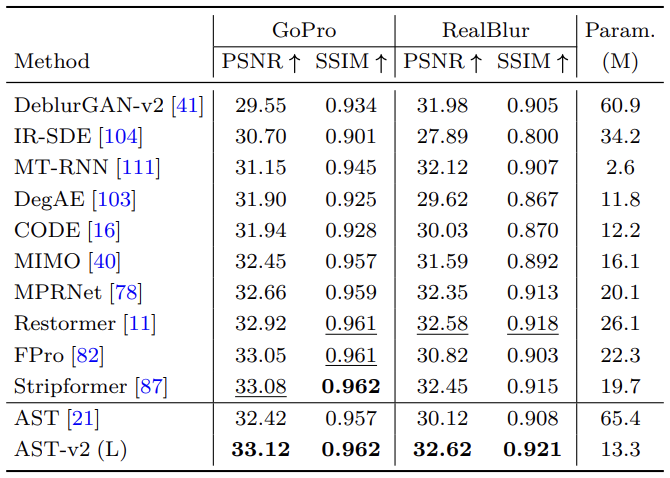 GoPro RealBlur Param.
Method PSNR ↑ SSIM ↑ PSNR ↑ SSIM ↑ (M)
DeblurGAN-v2 [41] 29.55 0.934 31.98 0.905 60.9
IR-SDE [104] 30.70 0.901 27.89 0.800 34.2
MT-RNN [111] 31.15 0.945 32.12 0.907 2.6
DegAE [103] 31.90 0.925 29.62 0.867 11.8
CODE [16] 31.94 0.928 30.03 0.870 12.2
MIMO [40] 32.45 0.957 31.59 0.892 16.1
MPRNet [78] 32.66 0.959 32.35 0.913 20.1
Restormer [11] 32.92 0.961 32.58 0.918 26.1
FPro [82] 33.05 0.961 30.82 0.903 22.3
Stripformer [87] 33.08 0.962 32.45 0.915 19.7
AST [21] 32.42 0.957 30.12 0.908 65.4
AST-v2 (L) 33.12 0.962 32.62 0.921 13.3